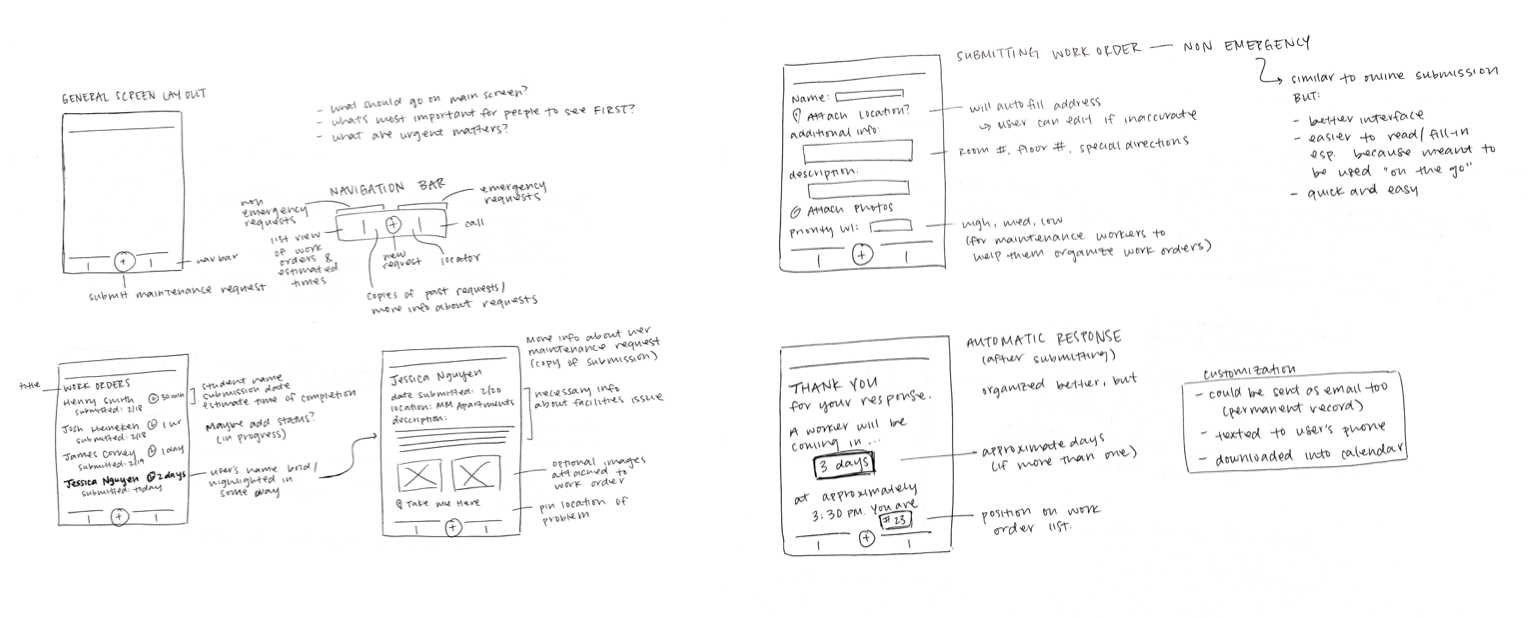 GENERAL SCREEN LAYOUT
- what should go on main screen?
- whats most important for people to see FIRST?
- what are urgent matters?
navbar
submit maintenance request
NAVIGATION BAR
non
emergency
requests
emergency
requests
list view
of work
orders &
estimated
times
new
request
call
locator
copies of past requests/
more info about requests
title
WORK ORDERS
Henry Smith 30 min
submitted: 2/18
Josh Heineken 1 hr
submitted: 2/18
James Corney 1 day
submitted: 2/19
Jessica Nguyen 2 days
submitted: today
student name
submission date
estimate time of completion
Maybe add status?
(in progress)
user's name bold/
highlighted in
some way
Jessica Nguyen
date submitted: 2/20
location: MM Apartments
description:
Take me Here
More info about
maintenance request
(copy of submission)
necessary info
about facilities issue
optional images
attached to
work order
pin location of
problem
SUBMITTING WORK ORDER — NON EMERGENCY
Name:
Attach Location?
additional info:
description:
Attach Photos
priority lvl:
will autofill address
↳ user can edit if inaccurate
Room #, floor #, special directions
high, med, low
(for maintenance workers to
help them organize work orders)
similar to online submission
BUT:
- better interface
- easier to read/fill-in
esp. because meant to
be used "on the go"
- quick and easy
THANK YOU
for your response.
A worker will be
coming in ...
3 days
at approximately
3:30 PM. You are
#23
AUTOMATIC RESPONSE
(after submitting)
organized better, but
approximate days
(if more than one)
position on work
order list.
Customization
- could be sent as email too
(permanent record)
- texted to user's phone
- downloaded into calendar